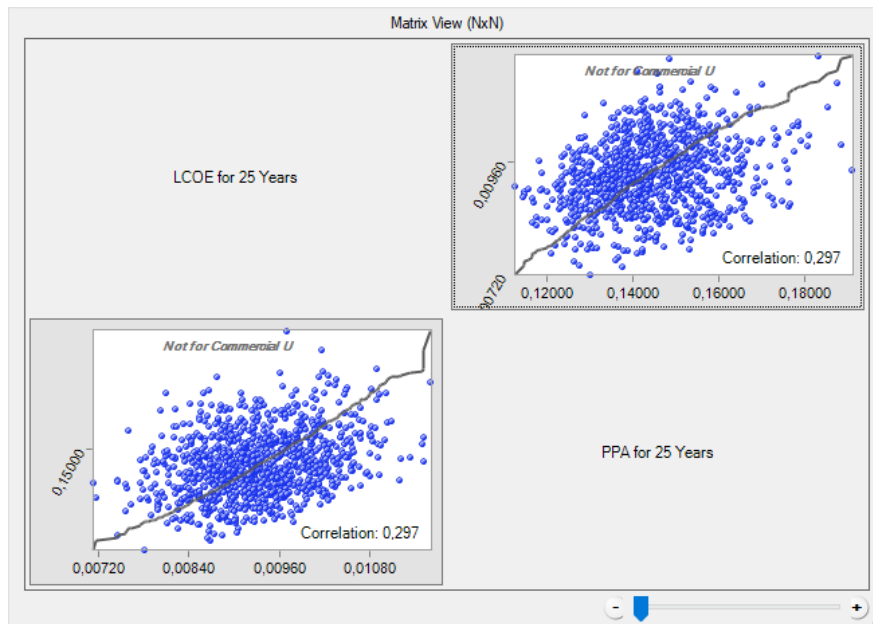 Matrix View (NxN)
LCOE for 25 Years
Not for Commercial U
0,00960
00720
Correlation: 0,297
0,12000 0,14000 0,16000 0,18000
Not for Commercial U
0,15000
Correlation: 0,297
0,00720 0,00840 0,00960 0,01080
PPA for 25 Years
- +